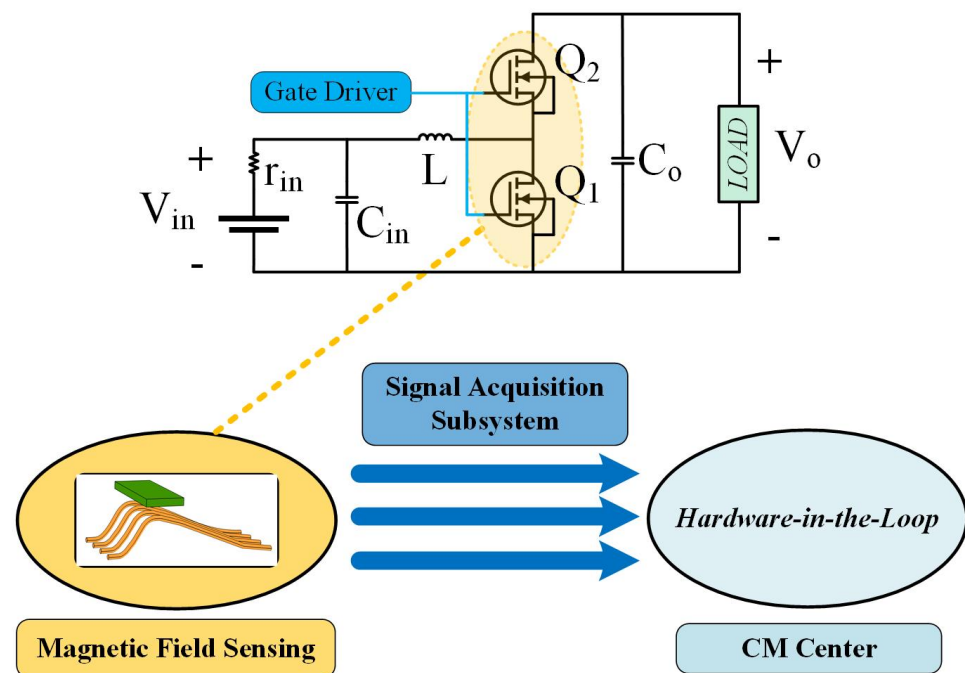 Q2
Gate Driver
+
+
rin
L
Q1
Co
LOAD
Vo
Vin
Cin
-
-
Signal Acquisition
Subsystem
Hardware-in-the-Loop
Magnetic Field Sensing
CM Center